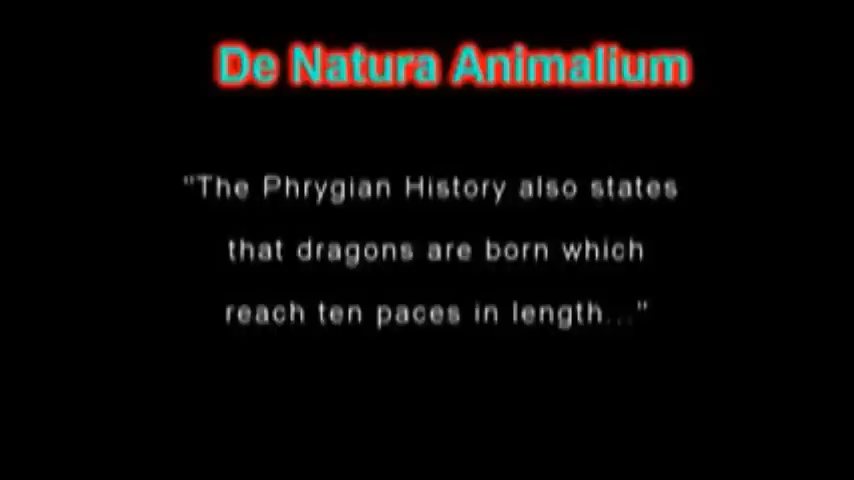 De Natura Animalium
"The Phrygian History also states
that dragons are born which
reach ten paces in length..."